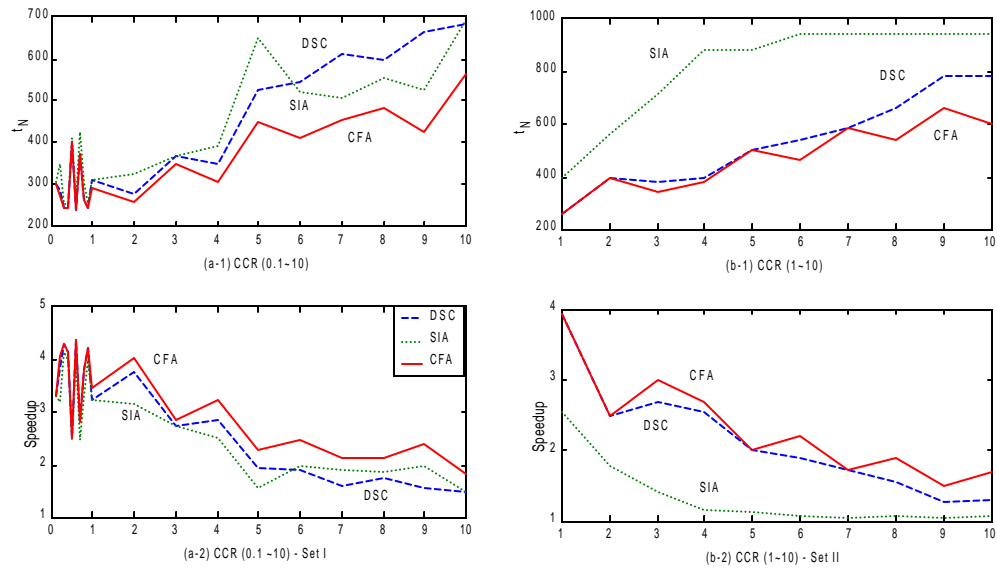 700
600
500
400
300
200
t N
DSC
SIA
CFA
0 1 2 3 4 5 6 7 8 9 10
(a-1) CCR (0.1~10)
1000
800
600
400
200
t N
SIA
DSC
CFA
1 2 3 4 5 6 7 8 9 10
(b-1) CCR (1~10)
5
4
3
2
1
Speedup
DSC
SIA
CFA
CFA
SIA
DSC
0 1 2 3 4 5 6 7 8 9 10
(a-2) CCR (0.1 ~10) - Set I
4
3
2
1
Speedup
CFA
DSC
SIA
1 2 3 4 5 6 7 8 9 10
(b-2) CCR (1~10) - Set II